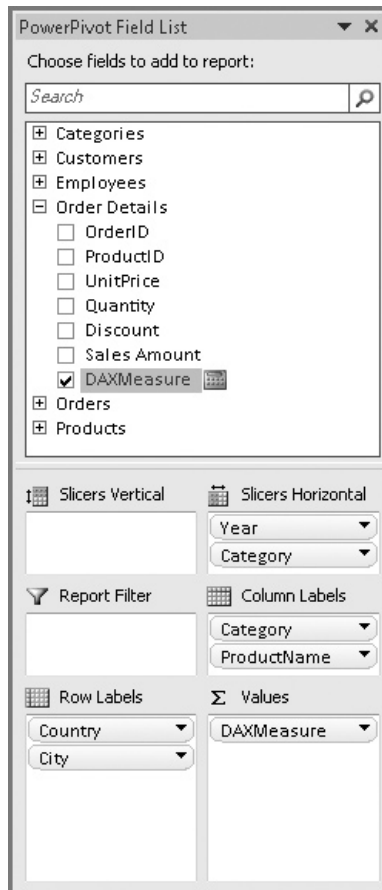 PowerPivot Field List
Choose fields to add to report:
Search
Categories
Customers
Employees
Order Details
OrderID
ProductID
UnitPrice
Quantity
Discount
Sales Amount
DAXMeasure
Orders
Products
Slicers Vertical
Slicers Horizontal
Year
Category
Report Filter
Column Labels
Category
ProductName
Row Labels
Σ Values
Country
DAXMeasure
City